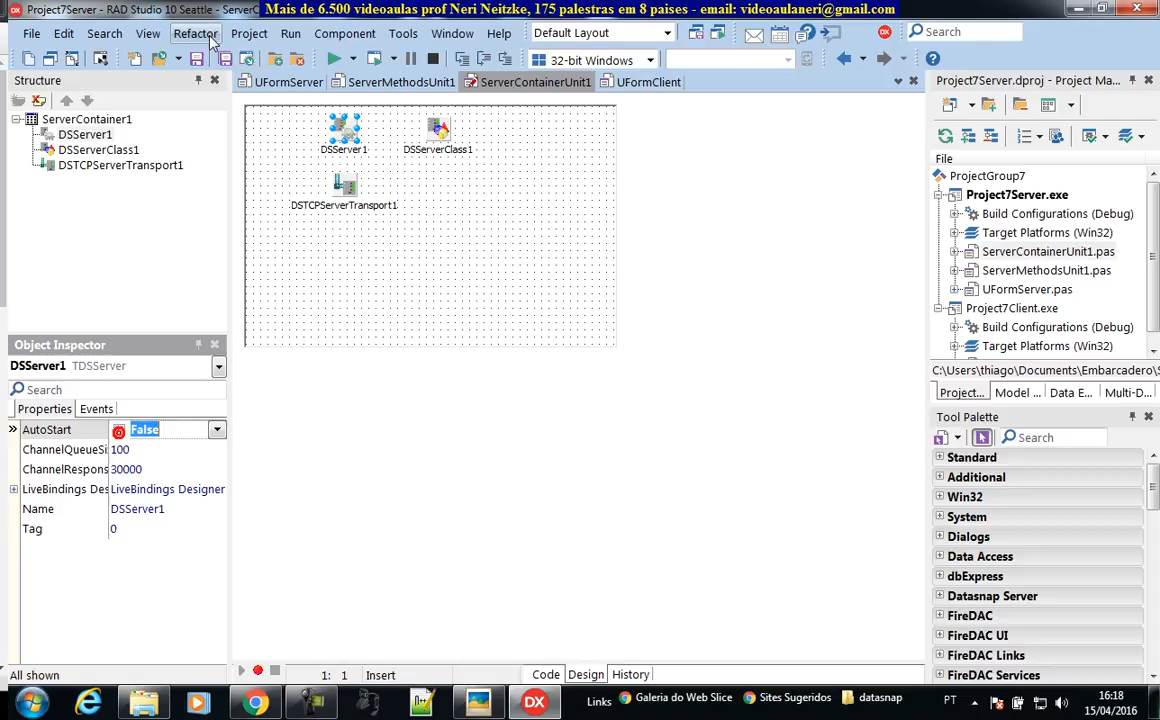 Project7Server - RAD Studio 10 Seattle - ServerC
Mais de 6.500 videoaulas prof Neri Neitzke, 175 palestras em 8 paises - email: videoaulaneri@gmail.com
File Edit Search View Refactor Project Run Component Tools Window Help Default Layout Search
32-bit Windows
Structure
UFormServer ServerMethodsUnit1 ServerContainerUnit1 UFormClient
Project7Server.dproj - Project Ma...
ServerContainer1
DSServer1
DSServerClass1
DSTCPServerTransport1
DSServer1
DSServerClass1
DSTCPServerTransport1
File
ProjectGroup7
Project7Server.exe
Build Configurations (Debug)
Target Platforms (Win32)
ServerContainerUnit1.pas
ServerMethodsUnit1.pas
UFormServer.pas
Project7Client.exe
Build Configurations (Debug)
Target Platforms (Win32)
C:\Users\thiago\Documents\Embarcadero\S
Project... Model ... Data E... Multi-D...
Object Inspector
DSServer1 TDSServer
Search
Properties Events
AutoStart False
ChannelQueueSi 100
ChannelRespons 30000
LiveBindings Des LiveBindings Designer
Name DSServer1
Tag 0
All shown
Tool Palette
Search
Standard
Additional
Win32
System
Dialogs
Data Access
dbExpress
Datasnap Server
FireDAC
FireDAC UI
FireDAC Links
FireDAC Services
1: 1 Insert Code Design History
DX Links Galeria do Web Slice Sites Sugeridos datasnap PT 16:18
15/04/2016